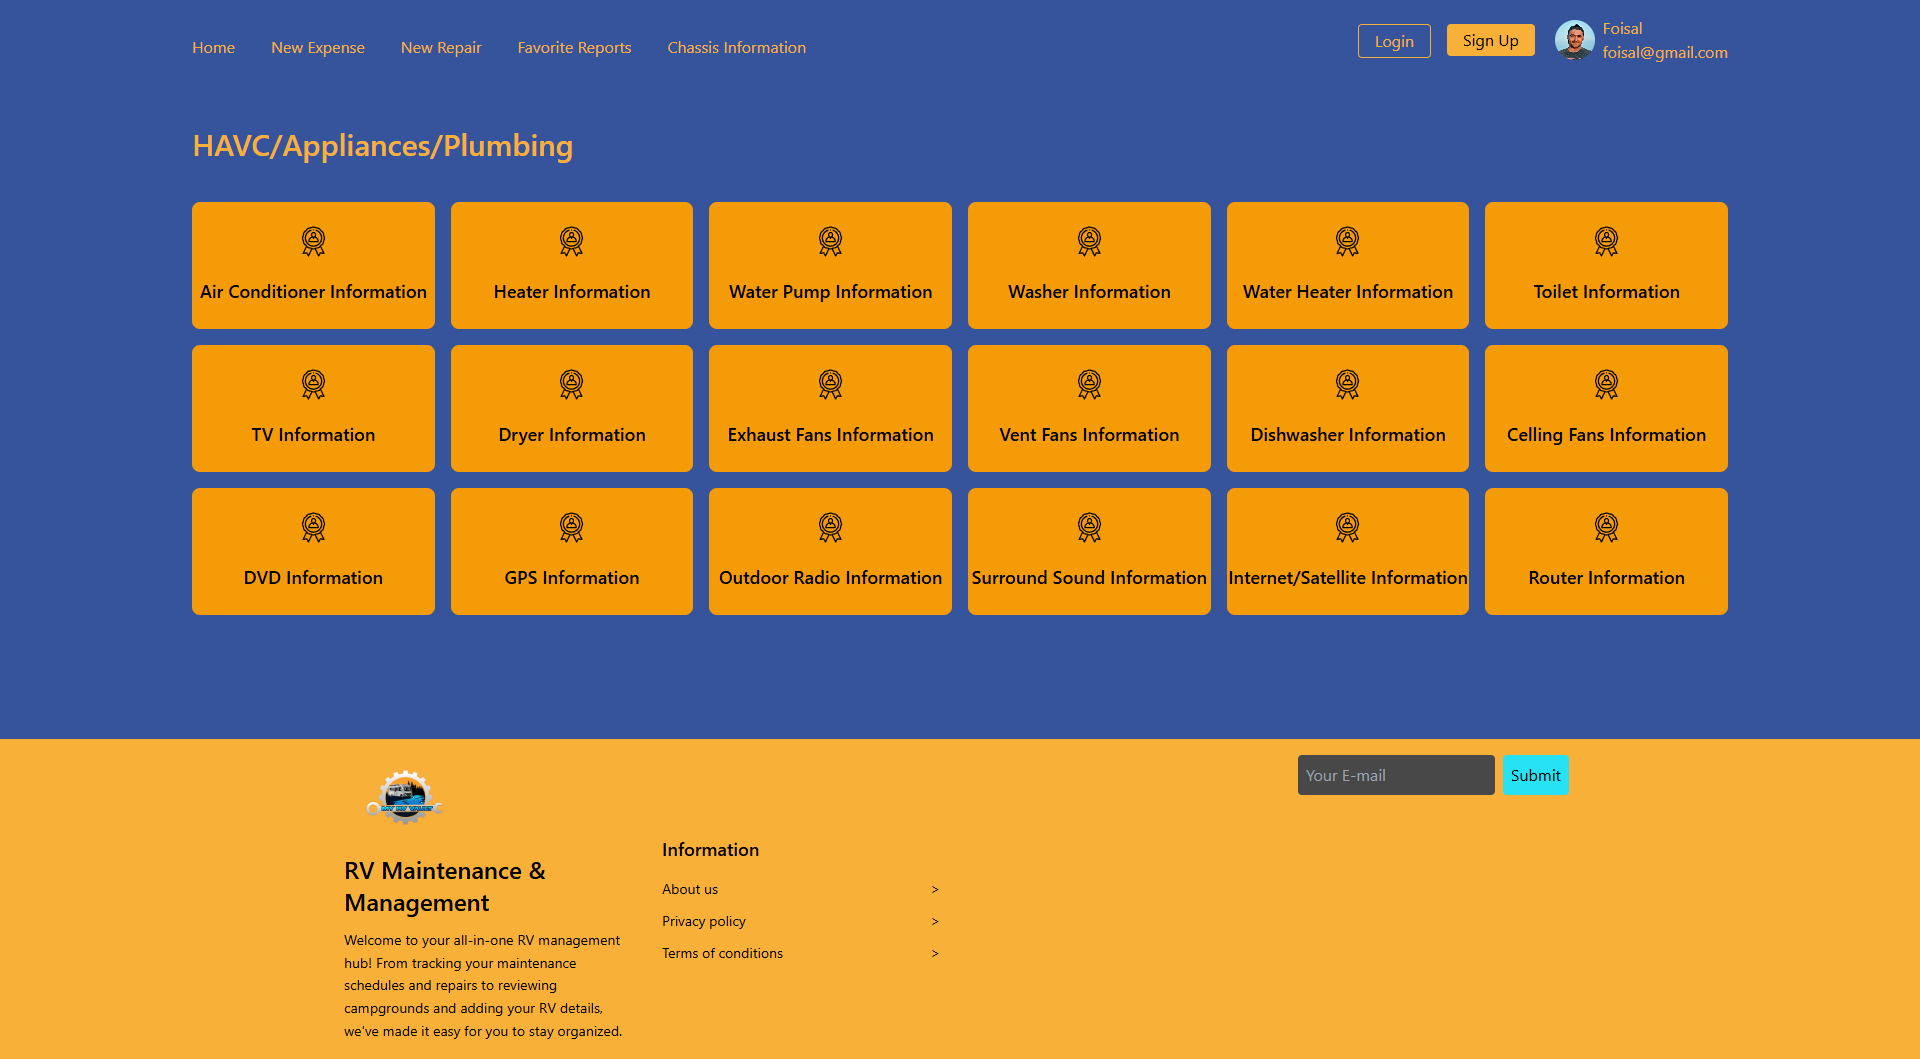 Home New Expense New Repair Favorite Reports Chassis Information Login Sign Up Foisal
foisal@gmail.com
HAVC/Appliances/Plumbing
Air Conditioner Information Heater Information Water Pump Information Washer Information Water Heater Information Toilet Information
TV Information Dryer Information Exhaust Fans Information Vent Fans Information Dishwasher Information Celling Fans Information
DVD Information GPS Information Outdoor Radio Information Surround Sound Information Internet/Satellite Information Router Information
Your E-mail Submit
MY RV VAULT
RV Maintenance &
Management
Welcome to your all-in-one RV management
hub! From tracking your maintenance
schedules and repairs to reviewing
campgrounds and adding your RV details,
we've made it easy for you to stay organized.
Information
About us >
Privacy policy >
Terms of conditions >